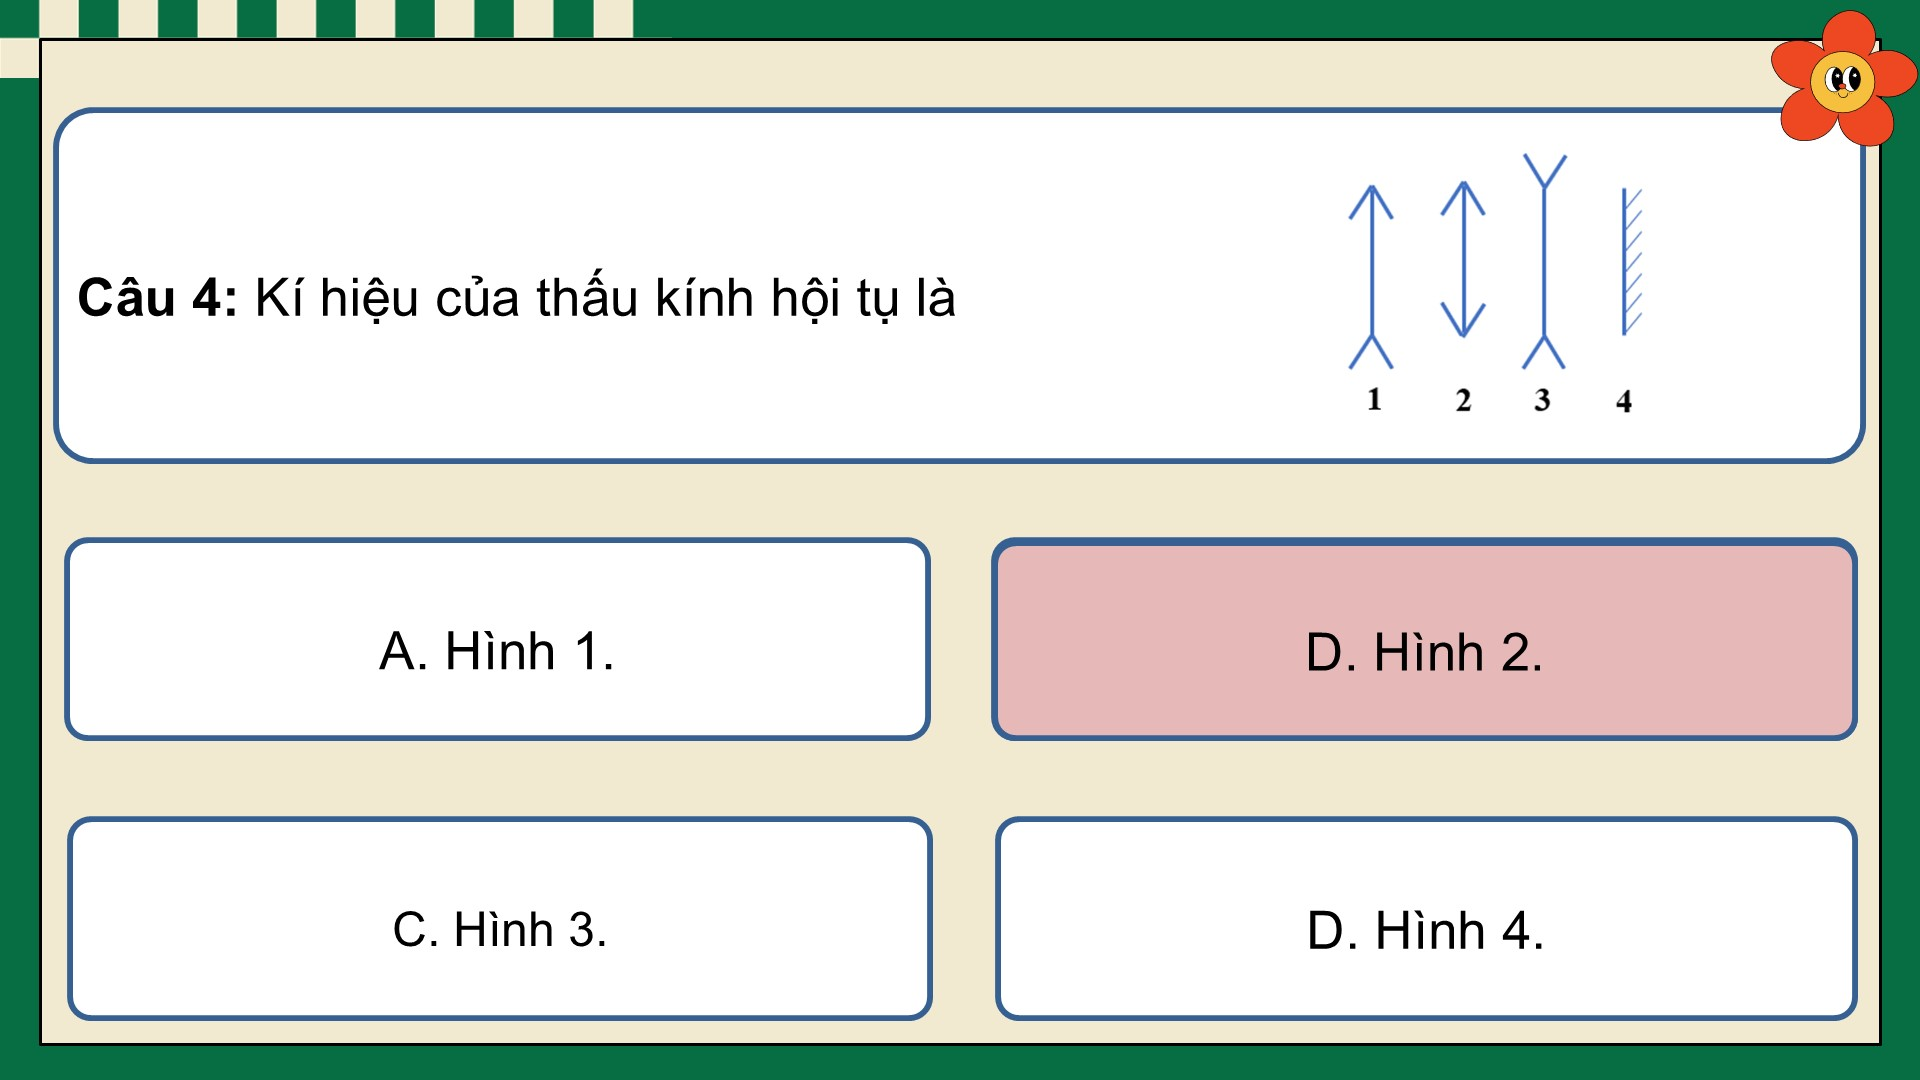 Câu 4: Kí hiệu của thấu kính hội tụ là
1 2 3 4
A. Hình 1.
D. Hình 2.
C. Hình 3.
D. Hình 4.